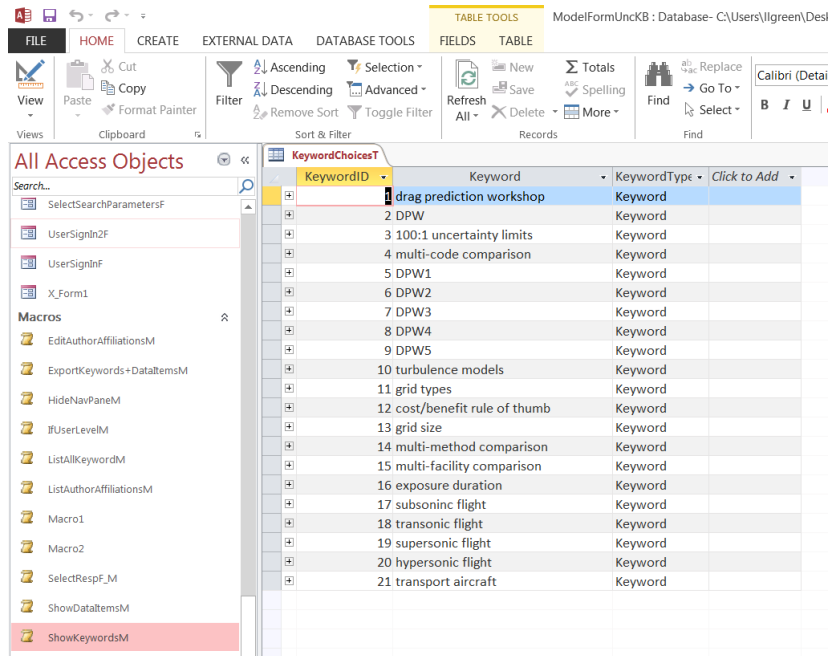 TABLE TOOLS
ModelFormUncKB : Database- C:\Users\llgreen\Desk
FILE HOME CREATE EXTERNAL DATA DATABASE TOOLS FIELDS TABLE
View
Views
Paste
Cut
Copy
Format Painter
Clipboard
Filter
Ascending
Descending
Remove Sort
Selection
Advanced
Toggle Filter
Sort & Filter
Refresh
All
New
Save
Delete
Totals
Spelling
More
Records
Find
Replace
Go To
Select
Find
Calibri (Detai
B I U
All Access Objects
Search...
SelectSearchParametersF
UserSignIn2F
UserSignInF
X_Form1
Macros
EditAuthorAffiliationsM
ExportKeywords+DataItemsM
HideNavPaneM
IfUserLevelM
ListAllKeywordM
ListAuthorAffiliationsM
Macro1
Macro2
SelectRespF_M
ShowDataItemsM
ShowKeywordsM
KeywordChoicesT
KeywordID Keyword KeywordType Click to Add
1 drag prediction workshop Keyword
2 DPW Keyword
3 100:1 uncertainty limits Keyword
4 multi-code comparison Keyword
5 DPW1 Keyword
6 DPW2 Keyword
7 DPW3 Keyword
8 DPW4 Keyword
9 DPW5 Keyword
10 turbulence models Keyword
11 grid types Keyword
12 cost/benefit rule of thumb Keyword
13 grid size Keyword
14 multi-method comparison Keyword
15 multi-facility comparison Keyword
16 exposure duration Keyword
17 subsoninc flight Keyword
18 transonic flight Keyword
19 supersonic flight Keyword
20 hypersonic flight Keyword
21 transport aircraft Keyword